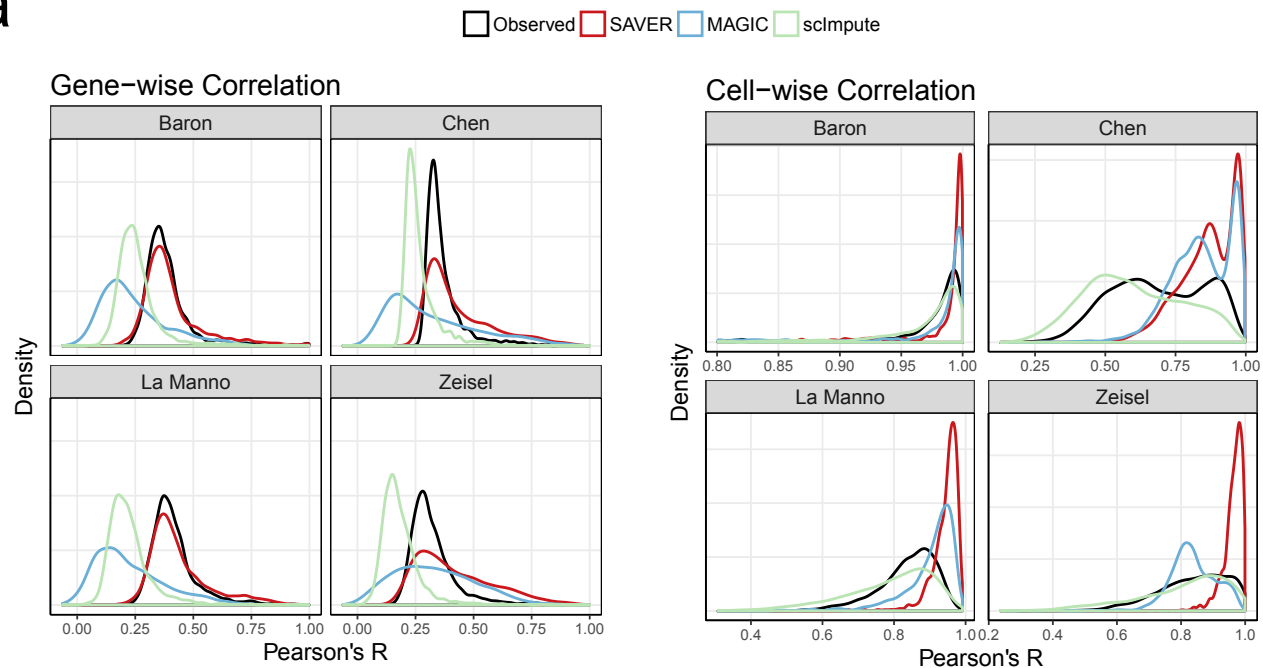 a
Observed SAVER MAGIC scImpute
Gene−wise Correlation
Baron Chen
La Manno Zeisel
Density
0.00 0.25 0.50 0.75 1.00 0.00 0.25 0.50 0.75 1.00
Pearson's R
Cell−wise Correlation
Baron Chen
0.80 0.85 0.90 0.95 1.00 0.25 0.50 0.75 1.00
La Manno Zeisel
Density
0.4 0.6 0.8 1.0 0.2 0.4 0.6 0.8 1.0
Pearson's R